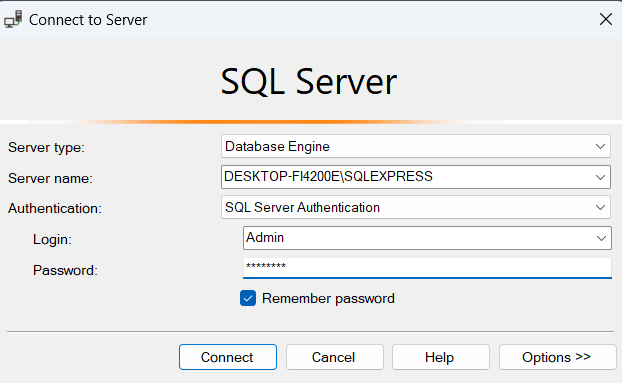 Connect to Server
SQL Server
Server type: Database Engine
Server name: DESKTOP-FI4200E\SQLEXPRESS
Authentication: SQL Server Authentication
Login: Admin
Password: ********
Remember password
Connect Cancel Help Options >>